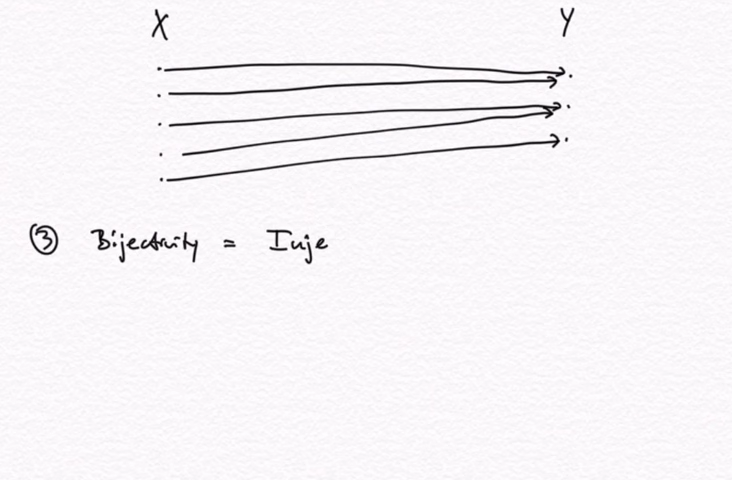 X Y
③ Bijectivity = Inje